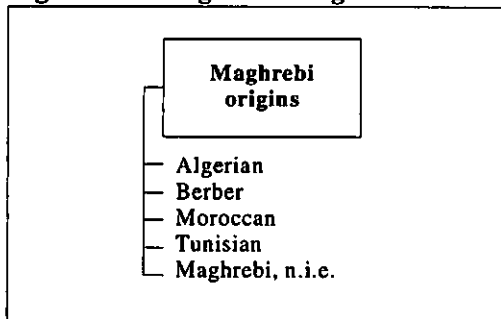 Maghrebi
origins
Algerian
Berber
Moroccan
Tunisian
Maghrebi, n.i.e.